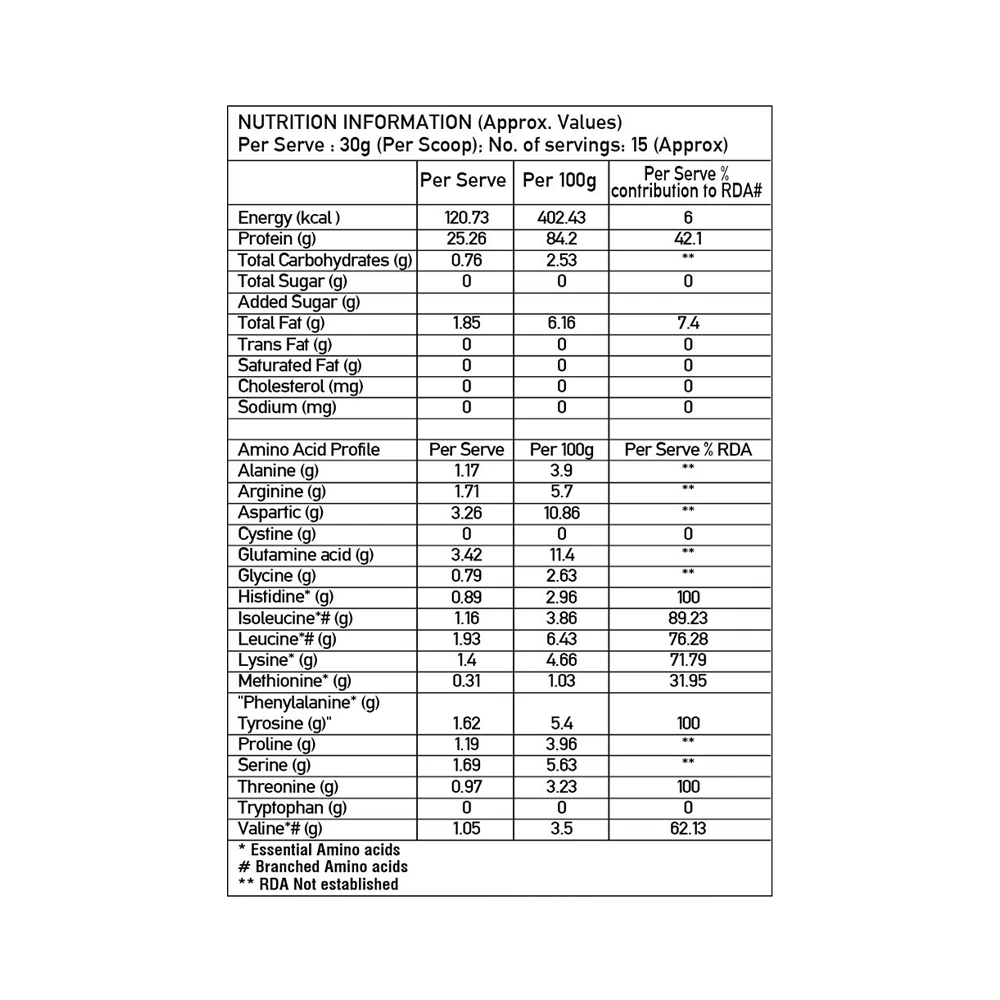 NUTRITION INFORMATION (Approx. Values)
Per Serve : 30g (Per Scoop); No. of servings: 15 (Approx)
Per Serve Per 100g Per Serve % contribution to RDA#
Energy (kcal ) 120.73 402.43 6
Protein (g) 25.26 84.2 42.1
Total Carbohydrates (g) 0.76 2.53 **
Total Sugar (g) 0 0 0
Added Sugar (g)
Total Fat (g) 1.85 6.16 7.4
Trans Fat (g) 0 0 0
Saturated Fat (g) 0 0 0
Cholesterol (mg) 0 0 0
Sodium (mg) 0 0 0
Amino Acid Profile Per Serve Per 100g Per Serve % RDA
Alanine (g) 1.17 3.9 **
Arginine (g) 1.71 5.7 **
Aspartic (g) 3.26 10.86 **
Cystine (g) 0 0 0
Glutamine acid (g) 3.42 11.4 **
Glycine (g) 0.79 2.63 **
Histidine* (g) 0.89 2.96 100
Isoleucine*# (g) 1.16 3.86 89.23
Leucine*# (g) 1.93 6.43 76.28
Lysine* (g) 1.4 4.66 71.79
Methionine* (g) 0.31 1.03 31.95
"Phenylalanine* (g)
Tyrosine (g)" 1.62 5.4 100
Proline (g) 1.19 3.96 **
Serine (g) 1.69 5.63 **
Threonine (g) 0.97 3.23 100
Tryptophan (g) 0 0 0
Valine*# (g) 1.05 3.5 62.13
* Essential Amino acids
# Branched Amino acids
** RDA Not established